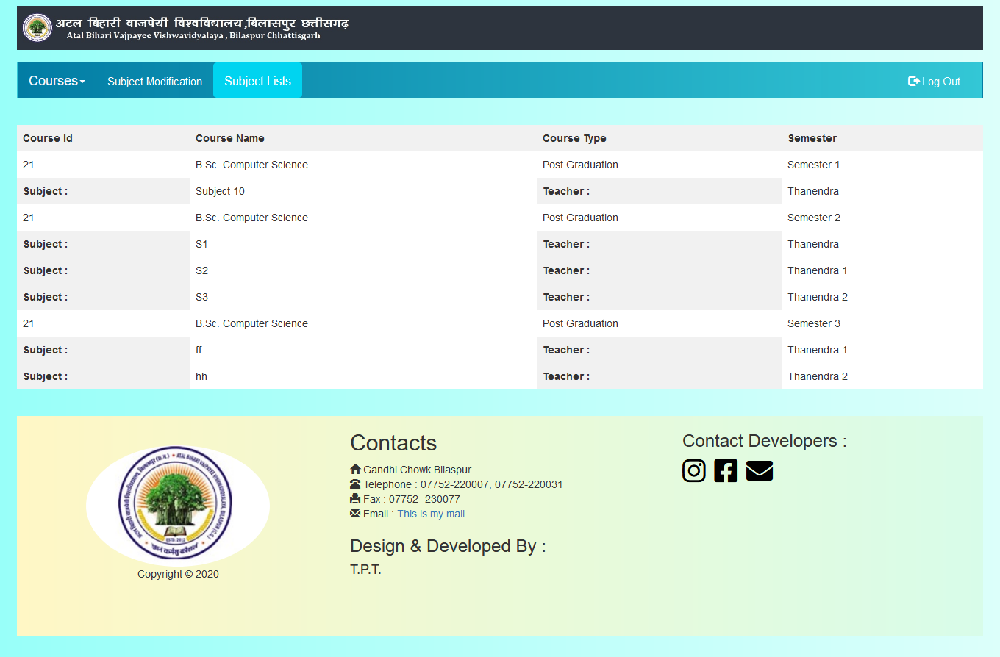 अटल बिहारी वाजपेयी विश्वविद्यालय ,बिलासपुर छत्तीसगढ़
Atal Bihari Vajpayee Vishwavidyalaya , Bilaspur Chhattisgarh
Courses Subject Modification Subject Lists Log Out
Course Id Course Name Course Type Semester
21 B.Sc. Computer Science Post Graduation Semester 1
Subject : Subject 10 Teacher : Thanendra
21 B.Sc. Computer Science Post Graduation Semester 2
Subject : S1 Teacher : Thanendra
Subject : S2 Teacher : Thanendra 1
Subject : S3 Teacher : Thanendra 2
21 B.Sc. Computer Science Post Graduation Semester 3
Subject : ff Teacher : Thanendra 1
Subject : hh Teacher : Thanendra 2
ESTD. 2012
Copyright © 2020
Contacts
Gandhi Chowk Bilaspur
Telephone : 07752-220007, 07752-220031
Fax : 07752- 230077
Email : This is my mail
Design & Developed By :
T.P.T.
Contact Developers :